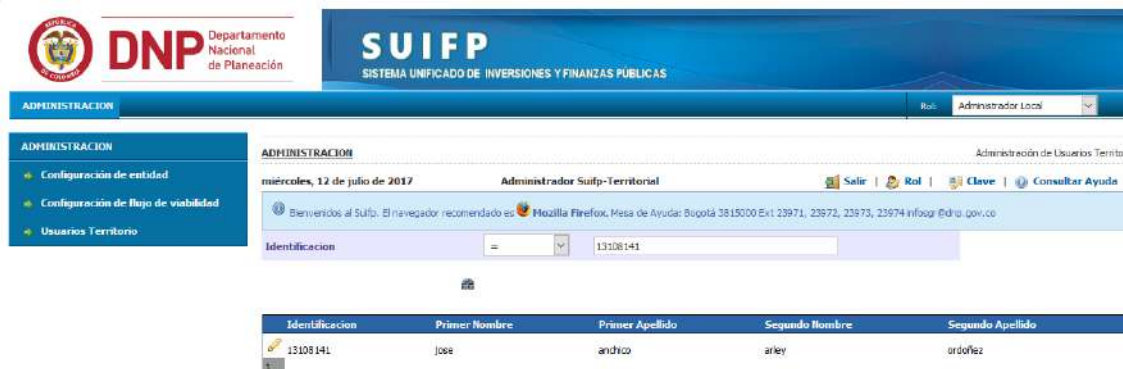 REPÚBLICA
DE COLOMBIA
DNP
Departamento
Nacional
de Planeación
SUIFP
SISTEMA UNIFICADO DE INVERSIONES Y FINANZAS PÚBLICAS
ADMINISTRACION
Rol: Administrador Local
ADMINISTRACION
Configuración de entidad
Configuración de flujo de viabilidad
Usuarios Territorio
ADMINISTRACION Administración de Usuarios Territo
miércoles, 12 de julio de 2017 Administrador Suifp-Territorial Salir | Rol | Clave | Consultar Ayuda
Bienvenidos al Suifp. El navegador recomendado es Mozilla Firefox. Mesa de Ayuda: Bogotá 3815000 Ext 23971, 23972, 23973, 23974 infosgr@dnp.gov.co
Identificacion = 13108141
Identificacion Primer Nombre Primer Apellido Segundo Nombre Segundo Apellido
13108141 jose anchico arley ordoñez
1